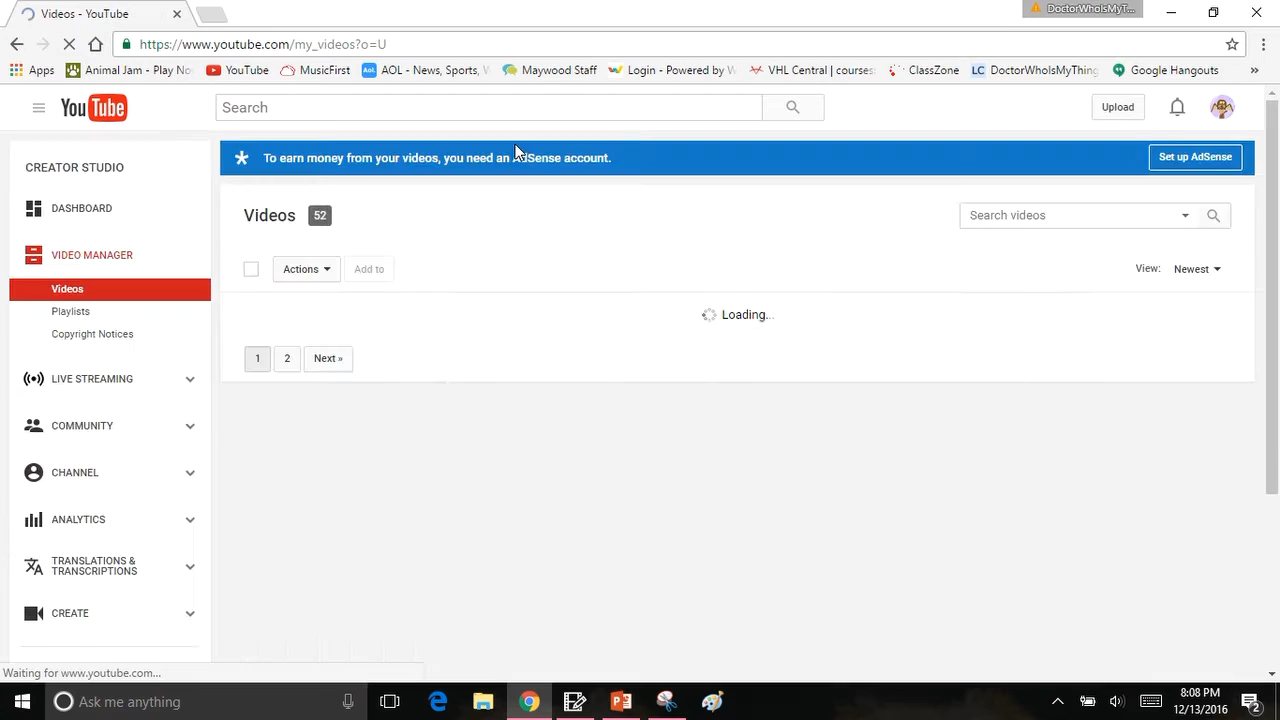 Videos - YouTube
DoctorWhoIsMyT...
https://www.youtube.com/my_videos?o=U
Apps Animal Jam - Play No YouTube MusicFirst AOL - News, Sports, W Maywood Staff Login - Powered by W VHL Central | courses: ClassZone LC DoctorWhoIsMyThing Google Hangouts »
YouTube Search Upload
CREATOR STUDIO
DASHBOARD
VIDEO MANAGER
Videos
Playlists
Copyright Notices
LIVE STREAMING
COMMUNITY
CHANNEL
ANALYTICS
TRANSLATIONS &
TRANSCRIPTIONS
CREATE
To earn money from your videos, you need an AdSense account. Set up AdSense
Videos 52 Search videos
Actions Add to View: Newest
Loading...
1 2 Next »
Waiting for www.youtube.com...
Ask me anything
8:08 PM
12/13/2016
2